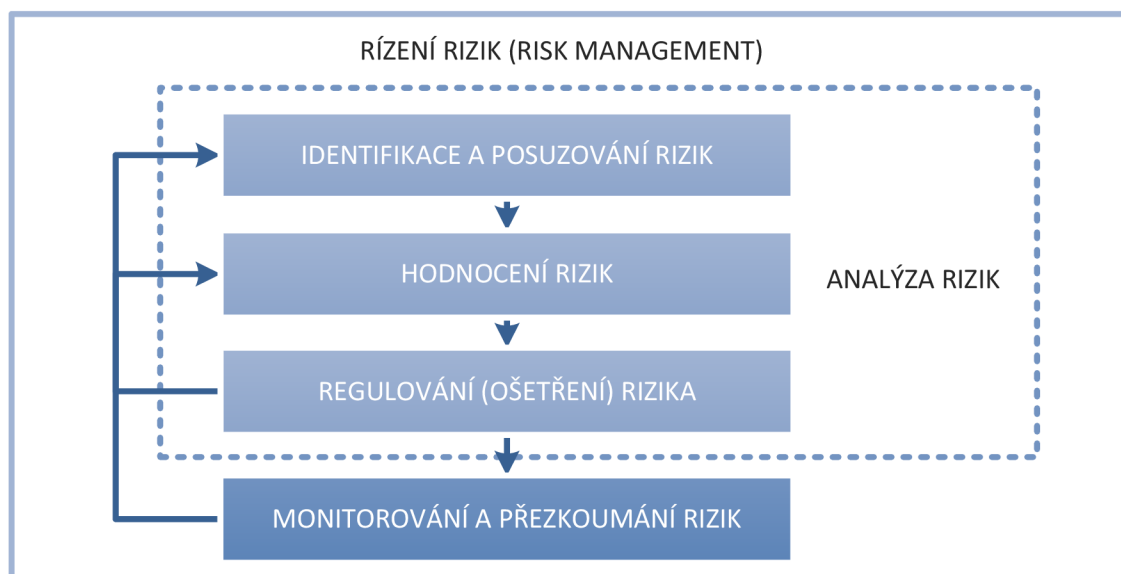 RÍZENÍ RIZIK (RISK MANAGEMENT)
IDENTIFIKACE A POSUZOVÁNÍ RIZIK
HODNOCENÍ RIZIK
ANALÝZA RIZIK
REGULOVÁNÍ (OŠETŘENÍ) RIZIKA
MONITOROVÁNÍ A PŘEZKOUMÁNÍ RIZIK